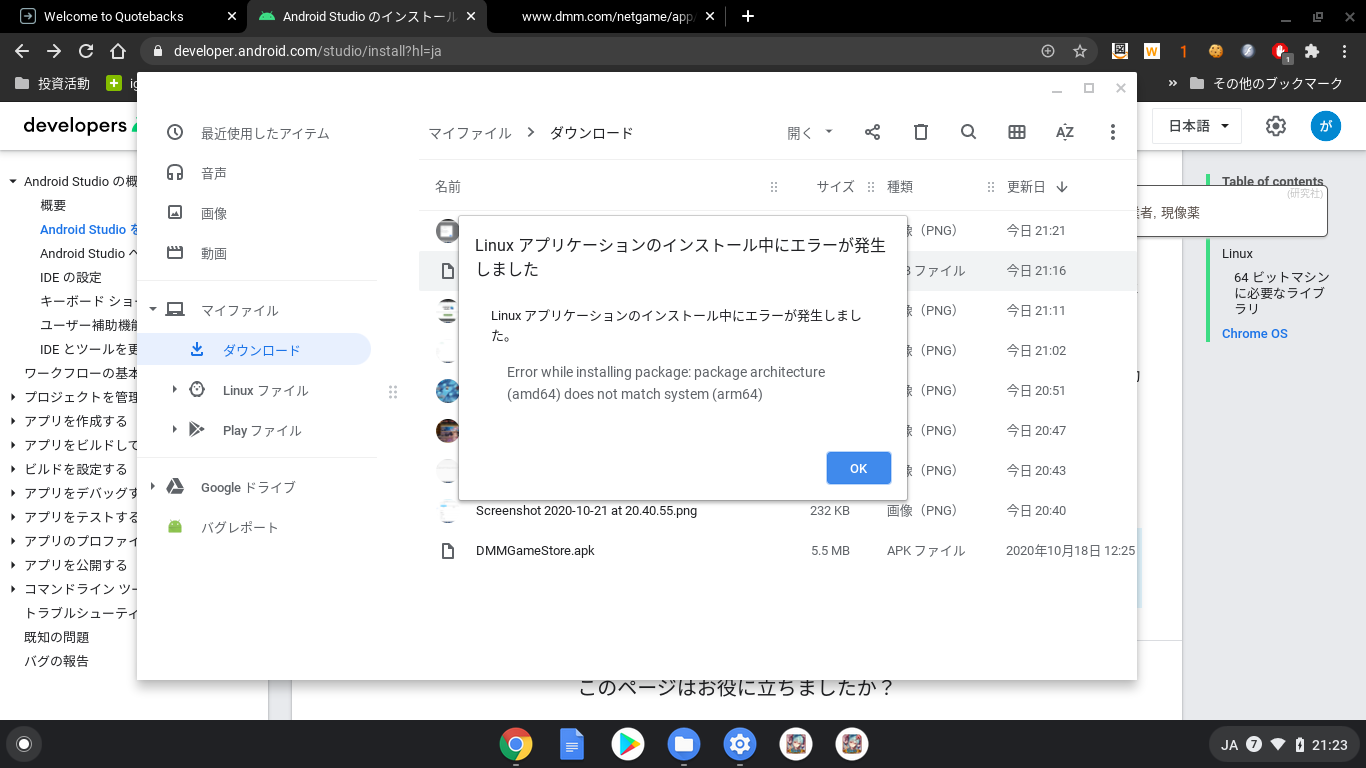 Welcome to Quotebacks
Android Studio のインストール
www.dmm.com/netgame/app/
developer.android.com/studio/install?hl=ja
1
1
投資活動
ig
その他のブックマーク
developers
日本語
が
Android Studio の概
概要
Android Studio を
Android Studio へ
IDE の設定
キーボード ショー
ユーザー補助機能
IDE とツールを更
ワークフローの基本
プロジェクトを管理
アプリを作成する
アプリをビルドして
ビルドを設定する
アプリをデバッグす
アプリをテストする
アプリのプロファイ
アプリを公開する
コマンドライン ツー
トラブルシューティ
既知の問題
バグの報告
最近使用したアイテム
音声
画像
動画
マイファイル
ダウンロード
Linux ファイル
Play ファイル
Google ドライブ
バグレポート
マイファイル
ダウンロード
開く
AZ
名前
サイズ
種類
更新日
像（PNG）
今日 21:21
B ファイル
今日 21:16
像（PNG）
今日 21:11
像（PNG）
今日 21:02
像（PNG）
今日 20:51
像（PNG）
今日 20:47
像（PNG）
今日 20:43
Screenshot 2020-10-21 at 20.40.55.png
232 KB
画像（PNG）
今日 20:40
DMMGameStore.apk
5.5 MB
APK ファイル
2020年10月18日 12:25
Linux アプリケーションのインストール中にエラーが発生
しました
Linux アプリケーションのインストール中にエラーが発生しまし
た。
Error while installing package: package architecture
(amd64) does not match system (arm64)
OK
Table of contents
(研究社)
者, 現像薬
Linux
64 ビットマシン
に必要なライブ
ラリ
Chrome OS
このページはお役に立ちましたか？
JA
7
21:23